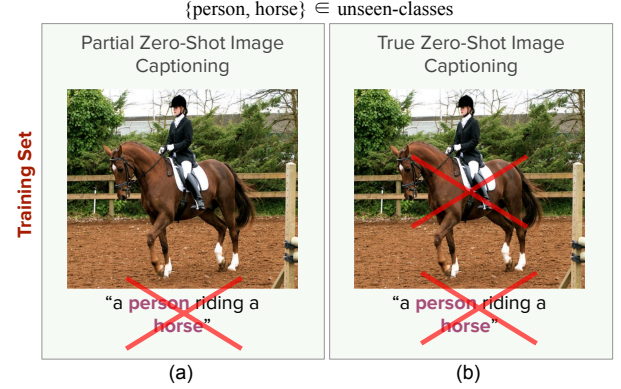 {person, horse} ∈ unseen-classes
Training Set
Partial Zero-Shot Image
Captioning
“a person riding a
horse”
(a)
True Zero-Shot Image
Captioning
“a person riding a
horse”
(b)